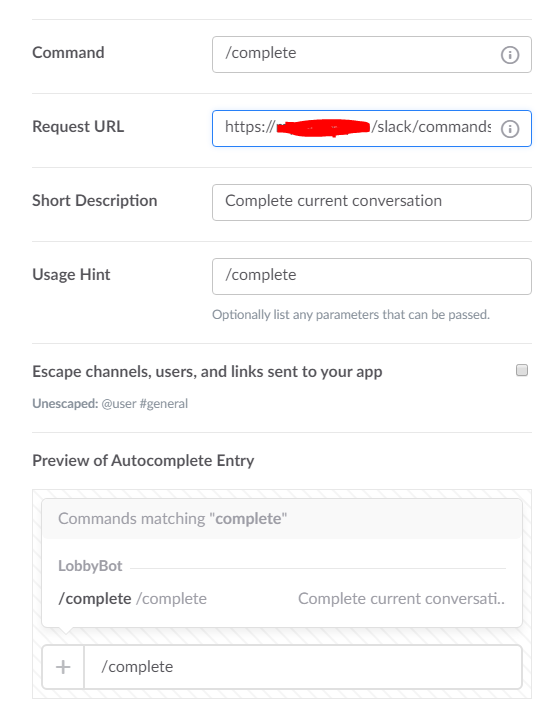 Command
/complete
Request URL
https:// /slack/commands
Short Description
Complete current conversation
Usage Hint
/complete
Optionally list any parameters that can be passed.
Escape channels, users, and links sent to your app
Unescaped: @user #general
Preview of Autocomplete Entry
Commands matching "complete"
LobbyBot
/complete /complete Complete current conversati..
+ /complete